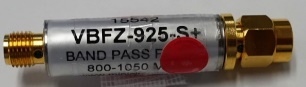 15542
VBFZ-925-S+
BAND PASS F
800-1050 M